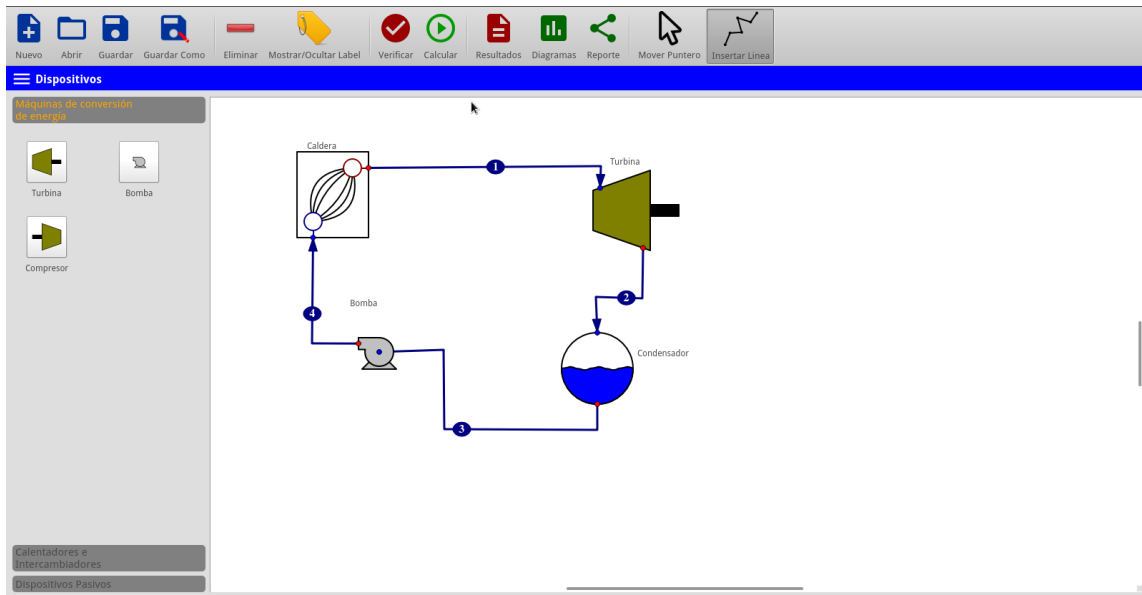 Nuevo Abrir Guardar Guardar Como Eliminar Mostrar/Ocultar Label Verificar Calcular Resultados Diagramas Reporte Mover Puntero Insertar Linea
Dispositivos
Máquinas de conversión
de energía
Turbina Bomba
Compresor
Caldera
Turbina
1
2
Bomba
4
Condensador
3
Calentadores e
Intercambiadores
Dispositivos Pasivos